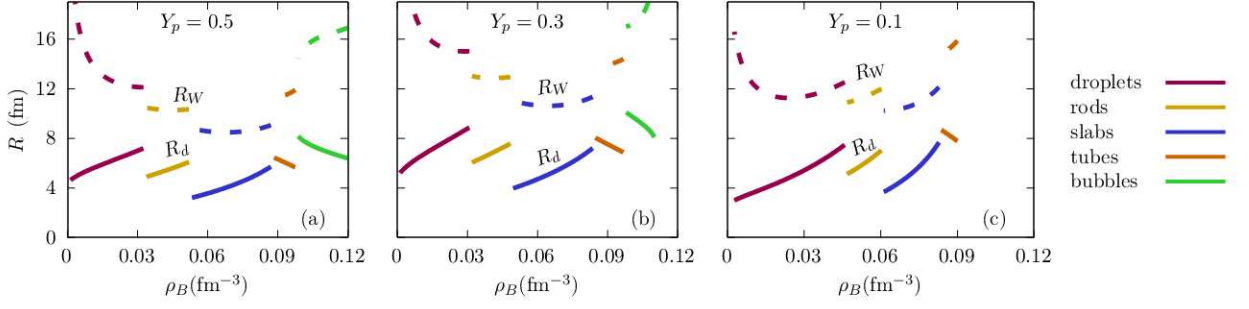 Y_p = 0.5
Y_p = 0.3
Y_p = 0.1
16
12
8
4
0
R (fm)
R_W
R_d
(a)
R_W
R_d
(b)
R_W
R_d
(c)
droplets
rods
slabs
tubes
bubbles
0 0.03 0.06 0.09 0.12
0 0.03 0.06 0.09 0.12
0 0.03 0.06 0.09 0.12
ρ_B(fm⁻³)
ρ_B(fm⁻³)
ρ_B(fm⁻³)